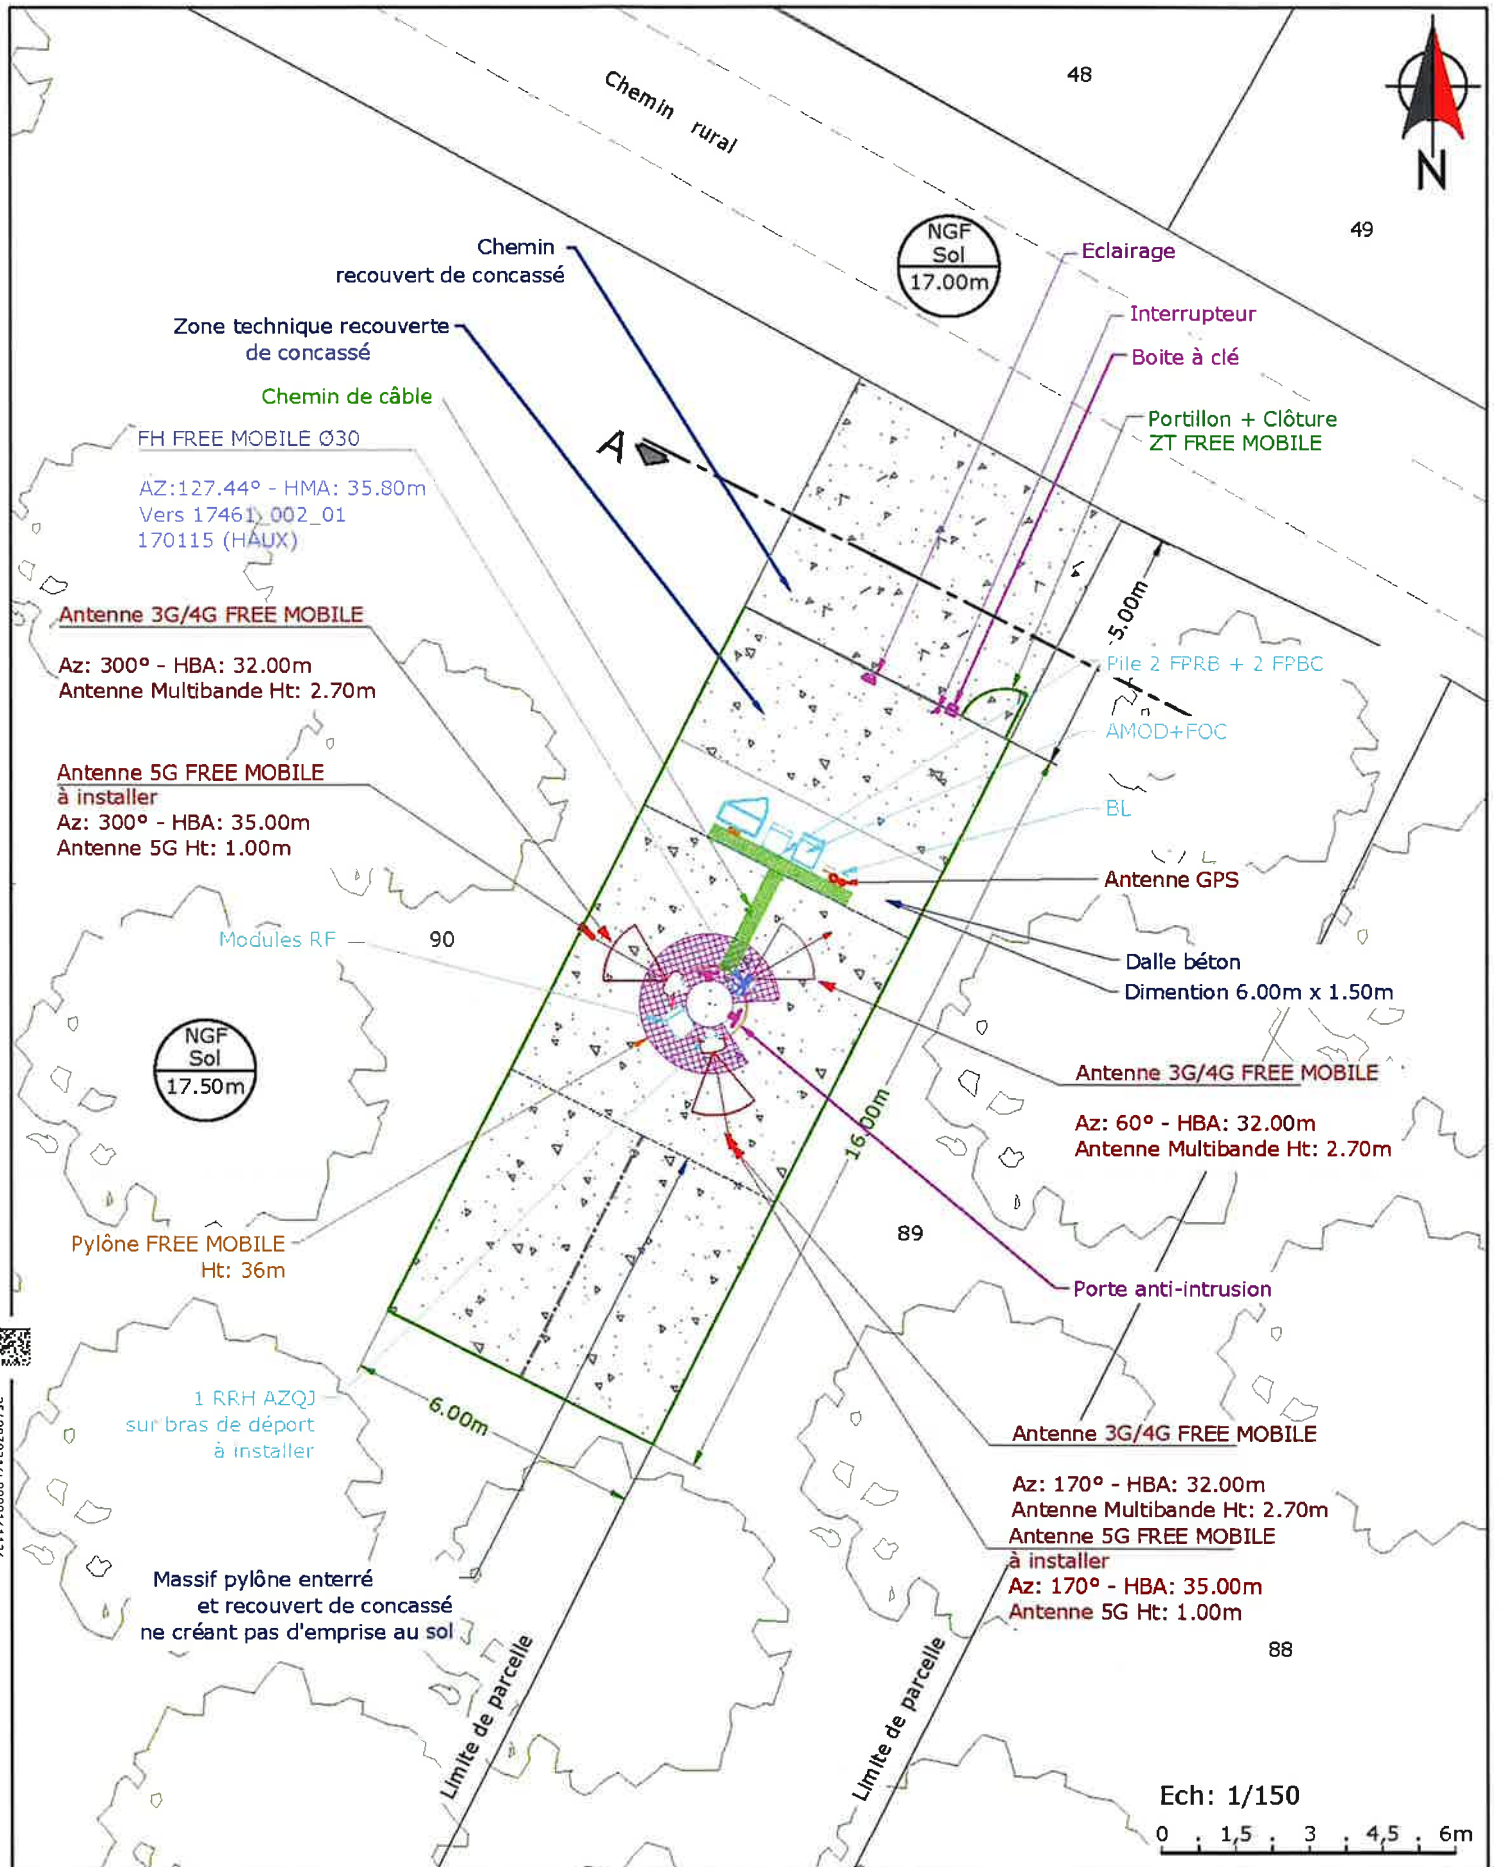 48
Chemin rural
N
49
NGF
Sol
17.00m
Chemin
recouvert de concassé
Eclairage
Zone technique recouverte
de concassé
Interrupteur
Boite à clé
Chemin de câble
Portillon + Clôture
ZT FREE MOBILE
FH FREE MOBILE Ø30
AZ:127.44° - HMA: 35.80m
Vers 17461_002_01
170115 (HAUX)
A
5.00m
Antenne 3G/4G FREE MOBILE
Az: 300° - HBA: 32.00m
Antenne Multibande Ht: 2.70m
Pile 2 FPRB + 2 FPBC
AMOD+FOC
Antenne 5G FREE MOBILE
à installer
Az: 300° - HBA: 35.00m
Antenne 5G Ht: 1.00m
BL
Antenne GPS
Modules RF
90
Dalle béton
Dimention 6.00m x 1.50m
NGF
Sol
17.50m
Antenne 3G/4G FREE MOBILE
Az: 60° - HBA: 32.00m
Antenne Multibande Ht: 2.70m
16.00m
89
Pylône FREE MOBILE
Ht: 36m
Porte anti-intrusion
1 RRH AZQJ
sur bras de déport
à installer
6.00m
Antenne 3G/4G FREE MOBILE
Az: 170° - HBA: 32.00m
Antenne Multibande Ht: 2.70m
Antenne 5G FREE MOBILE
à installer
Az: 170° - HBA: 35.00m
Antenne 5G Ht: 1.00m
Massif pylône enterré
et recouvert de concassé
ne créant pas d'emprise au sol
Limite de parcelle
Limite de parcelle
88
Ech: 1/150
0 1,5 3 4,5 6m